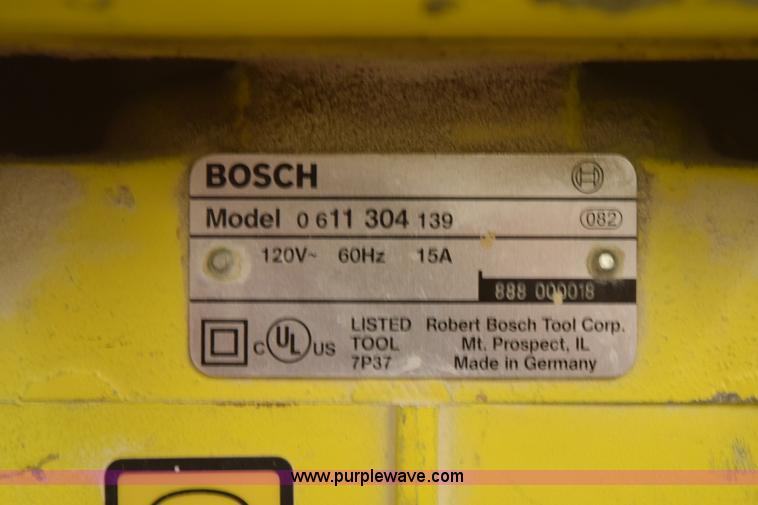 BOSCH
Model 0 611 304 139 082
120V~ 60Hz 15A
888 000018
C UL US
LISTED
TOOL
7P37
Robert Bosch Tool Corp.
Mt. Prospect, IL
Made in Germany
www.purplewave.com